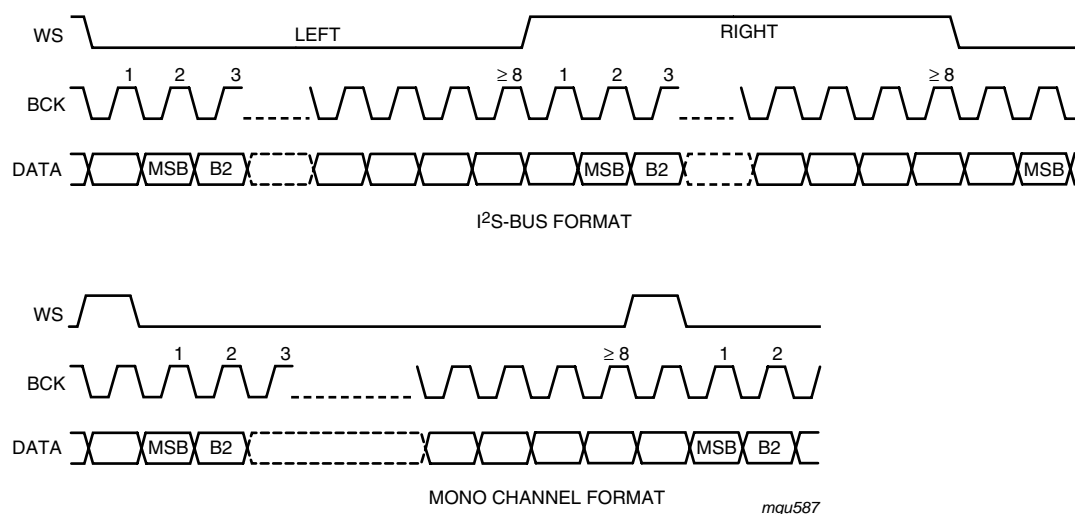 WS LEFT RIGHT
1 2 3 ≥ 8 1 2 3 ≥ 8
BCK
DATA MSB B2 MSB B2 MSB
I²S-BUS FORMAT
WS
1 2 3 ≥ 8 1 2
BCK
DATA MSB B2 MSB B2
MONO CHANNEL FORMAT
mgu587